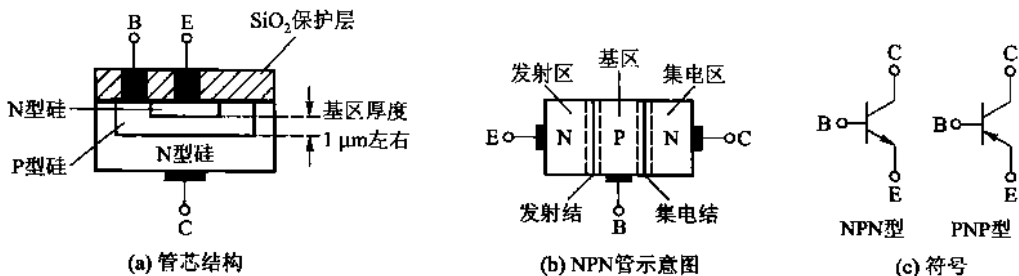 B
E
SiO₂保护层
N型硅
基区厚度
P型硅
1 μm左右
N型硅
C
(a) 管芯结构
基区
发射区
集电区
E
N
P
N
C
发射结
集电结
B
(b) NPN管示意图
C
C
B
B
E
E
NPN型
PNP型
(c) 符号